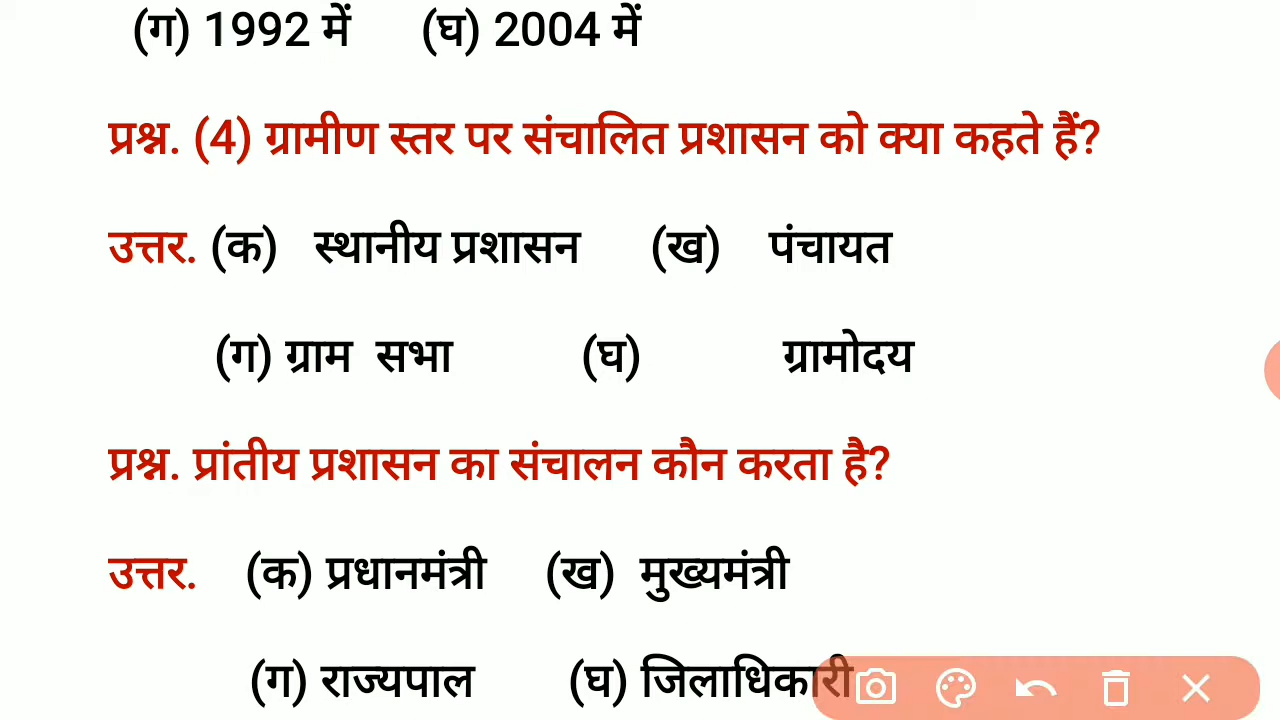 (ग) 1992 में (घ) 2004 में
प्रश्न. (4) ग्रामीण स्तर पर संचालित प्रशासन को क्या कहते हैं?
उत्तर. (क) स्थानीय प्रशासन (ख) पंचायत
(ग) ग्राम सभा (घ) ग्रामोदय
प्रश्न. प्रांतीय प्रशासन का संचालन कौन करता है?
उत्तर. (क) प्रधानमंत्री (ख) मुख्यमंत्री
(ग) राज्यपाल (घ) जिलाधिकारी